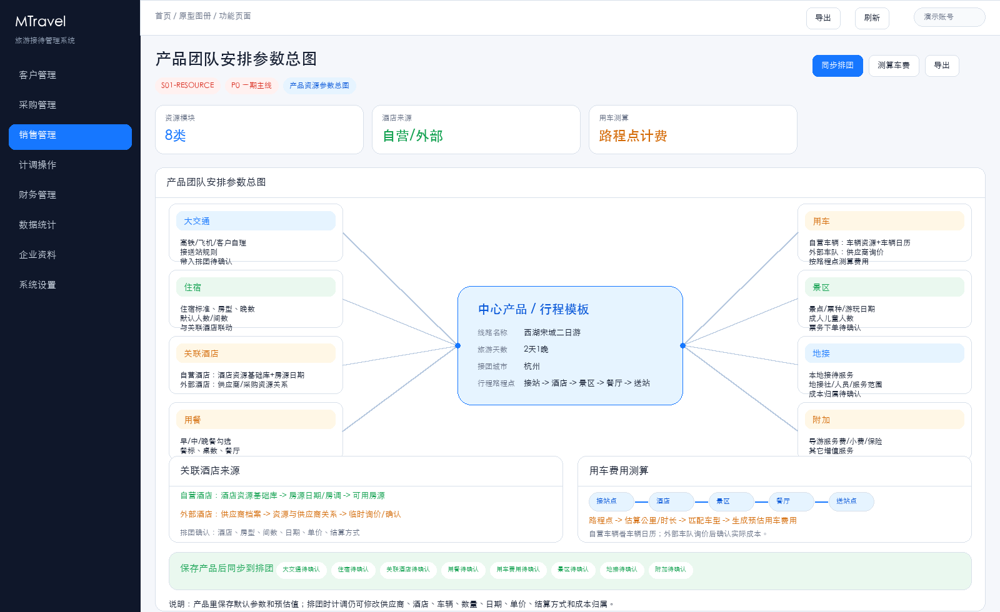 MTravel
旅游接待管理系统
客户管理
采购管理
销售管理
计调操作
财务管理
数据统计
企业资料
系统设置
首页 / 原型图册 / 功能页面
导出
刷新
演示账号
产品团队安排参数总图
S01-RESOURCE
P0 一期主线
产品资源参数总图
同步排团
测算车费
导出
资源模块
8类
酒店来源
自营/外部
用车测算
路程点计费
产品团队安排参数总图
大交通
高铁/飞机/客户自理
接送站规则
带入排团待确认
住宿
住宿标准、房型、晚数
默认人数/间数
与关联酒店联动
关联酒店
自营酒店：酒店资源基础库+房源日期
外部酒店：供应商/采购资源关系
用餐
早/中/晚餐勾选
餐标、桌数、餐厅
中心产品 / 行程模板
线路名称 西湖宋城二日游
旅游天数 2天1晚
接团城市 杭州
行程路程点 接站 -> 酒店 -> 景区 -> 餐厅 -> 送站
用车
自营车辆：车辆资源+车辆日历
外部车队：供应商询价
按路程点测算费用
景区
景点/票种/游玩日期
成人儿童人数
票务下单待确认
地接
本地接待服务
地接社/人员/服务范围
成本归属待确认
附加
导游服务费/小费/保险
其它增值服务
关联酒店来源
自营酒店：酒店资源基础库 -> 房源日期/房调 -> 可用房源
外部酒店：供应商档案 -> 资源与供应商关系 -> 临时询价/确认
排团确认：酒店、房型、间数、日期、单价、结算方式
用车费用测算
接站点
酒店
景区
餐厅
送站点
路程点 -> 估算公里/时长 -> 匹配车型 -> 生成预估用车费用
自营车辆看车辆日历；外部车队询价后确认实际成本。
保存产品后同步到排团
大交通待确认
住宿待确认
关联酒店待确认
用餐待确认
用车费用待确认
景区待确认
地接待确认
附加待确认
说明：产品里保存默认参数和预估值；排团时计调仍可修改供应商、酒店、车辆、数量、日期、单价、结算方式和成本归属。